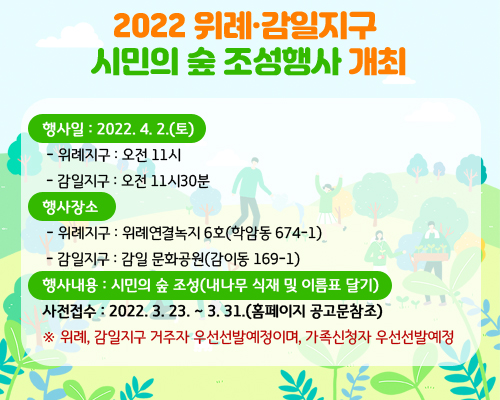 2022 위례·감일지구
시민의 숲 조성행사 개최
행사일 : 2022. 4. 2.(토)
- 위례지구 : 오전 11시
- 감일지구 : 오전 11시30분
행사장소
- 위례지구 : 위례연결녹지 6호(학암동 674-1)
- 감일지구 : 감일 문화공원(감이동 169-1)
행사내용 : 시민의 숲 조성(내나무 식재 및 이름표 달기)
사전접수 : 2022. 3. 23. ~ 3. 31.(홈페이지 공고문참조)
※ 위례, 감일지구 거주자 우선선발예정이며, 가족신청자 우선선발예정